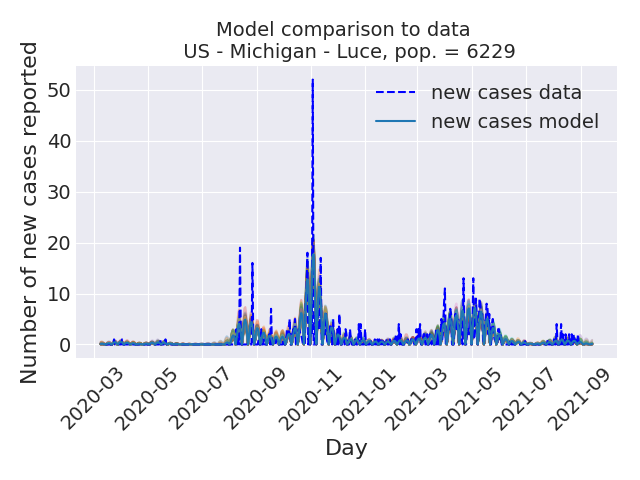 Model comparison to data
US - Michigan - Luce, pop. = 6229
Number of new cases reported
50
40
30
20
10
0
new cases data
new cases model
2020-03
2020-05
2020-07
2020-09
2020-11
2021-01
2021-03
2021-05
2021-07
2021-09
Day